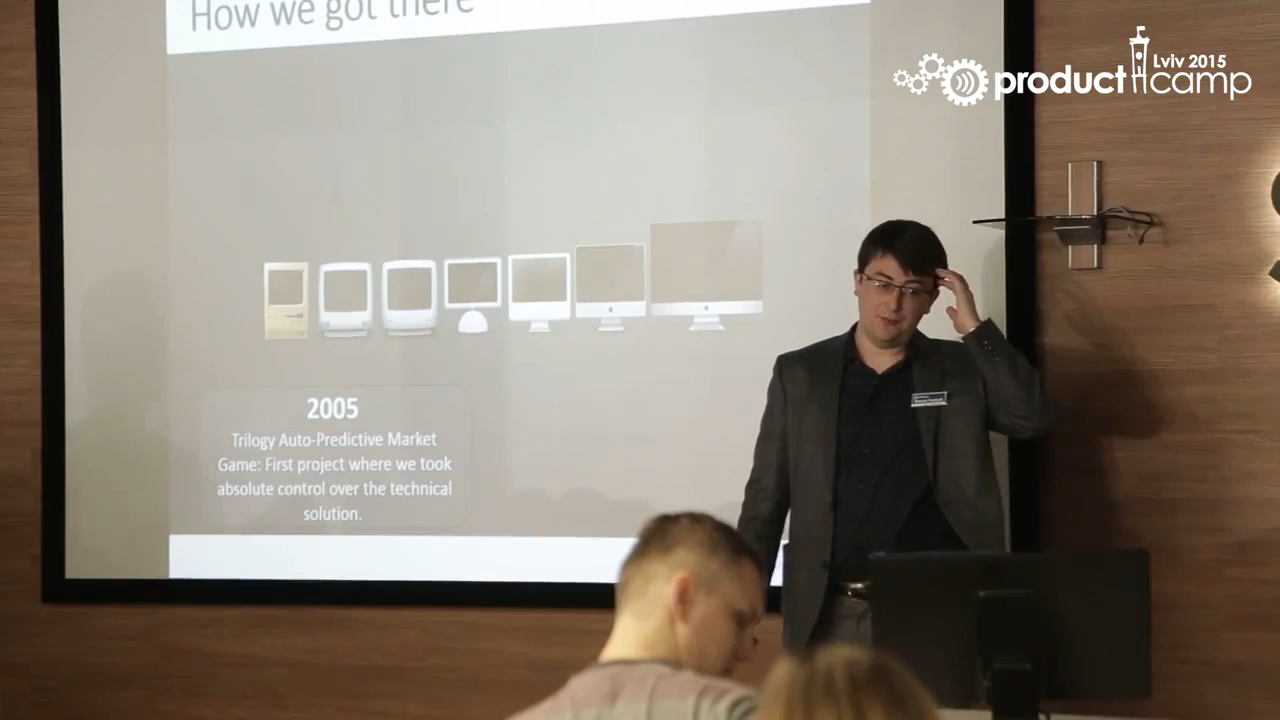 How we got there
Lviv 2015
product camp
2005
Trilogy Auto-Predictive Market
Game: First project where we took
absolute control over the technical
solution.